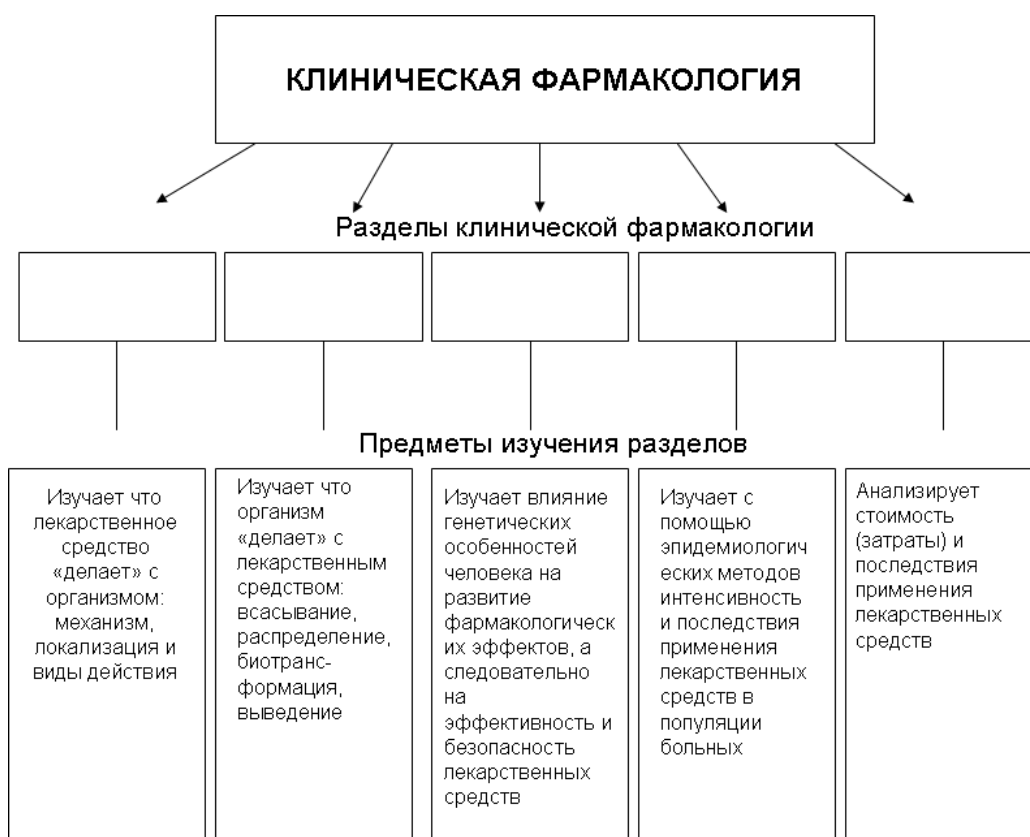 КЛИНИЧЕСКАЯ ФАРМАКОЛОГИЯ
Разделы клинической фармакологии
Предметы изучения разделов
Изучает что
лекарственное
средство
«делает» с
организмом:
механизм,
локализация и
виды действия
Изучает что
организм
«делает» с
лекарственным
средством:
всасывание,
распределение,
биотранс-
формация,
выведение
Изучает влияние
генетических
особенностей
человека на
развитие
фармакологическ
их эффектов, а
следовательно
на
эффективность и
безопасность
лекарственных
средств
Изучает с
помощью
эпидемиологич
еских методов
интенсивность
и последствия
применения
лекарственных
средств в
популяции
больных
Анализирует
стоимость
(затраты) и
последствия
применения
лекарственных
средств